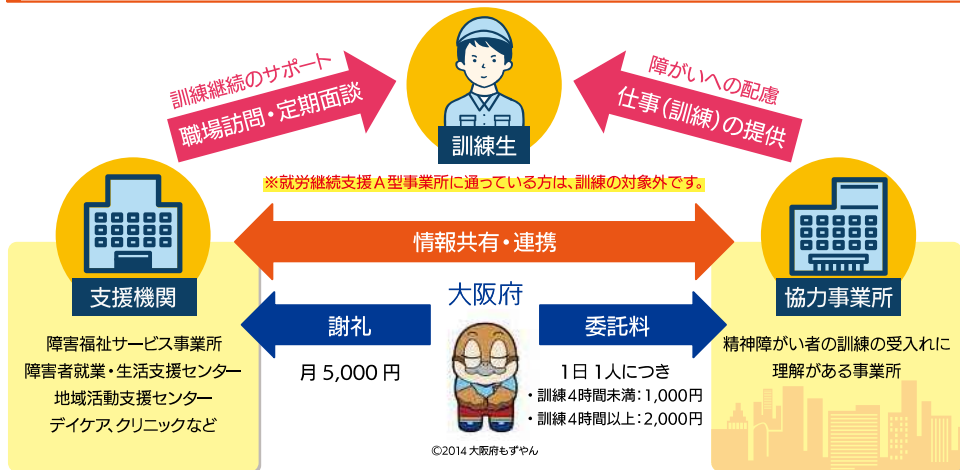 訓練継続のサポート
職場訪問・定期面談
障がいへの配慮
仕事(訓練)の提供
訓練生
※就労継続支援A型事業所に通っている方は、訓練の対象外です。
情報共有・連携
支援機関
障害福祉サービス事業所
障害者就業・生活支援センター
地域活動支援センター
デイケア、クリニックなど
謝礼
月5,000円
大阪府
©2014 大阪府もずやん
委託料
1日1人につき
・訓練4時間未満:1,000円
・訓練4時間以上:2,000円
協力事業所
精神障がい者の訓練の受入れに
理解がある事業所